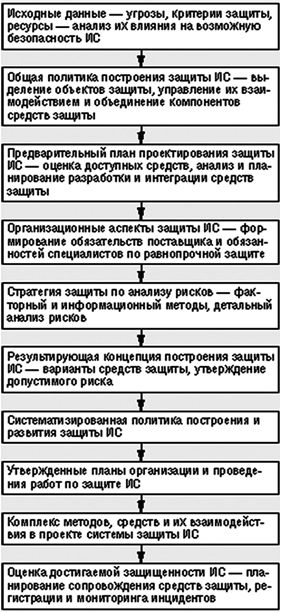 Исходные данные — угрозы, критерии защиты,
ресурсы — анализ их влияния на возможную
безопасность ИС
Общая политика построения защиты ИС — вы-
деление объектов защиты, управление их взаи-
модействием и объединение компонентов
средств защиты
Предварительный план проектирования защиты
ИС — оценка доступных средств, анализ и пла-
нирование разработки и интеграции средств
защиты
Организационные аспекты защиты ИС — фор-
мирование обязательств поставщика и обязан-
ностей специалистов по равнопрочной защите
Стратегия защиты по анализу рисков — фак-
торный и информационный методы, детальный
анализ рисков
Результирующая концепция построения защиты
ИС — варианты средств защиты, утверждение
допустимого риска
Систематизированная политика построения и
развития защиты ИС
Утвержденные планы организации и проведе-
ния работ по защите ИС
Комплекс методов, средств и их взаимодейст-
вия в проекте системы защиты ИС
Оценка достигаемой защищенности ИС — пла-
нирование сопровождения средств защиты, ре-
гистрации и мониторинга инцидентов